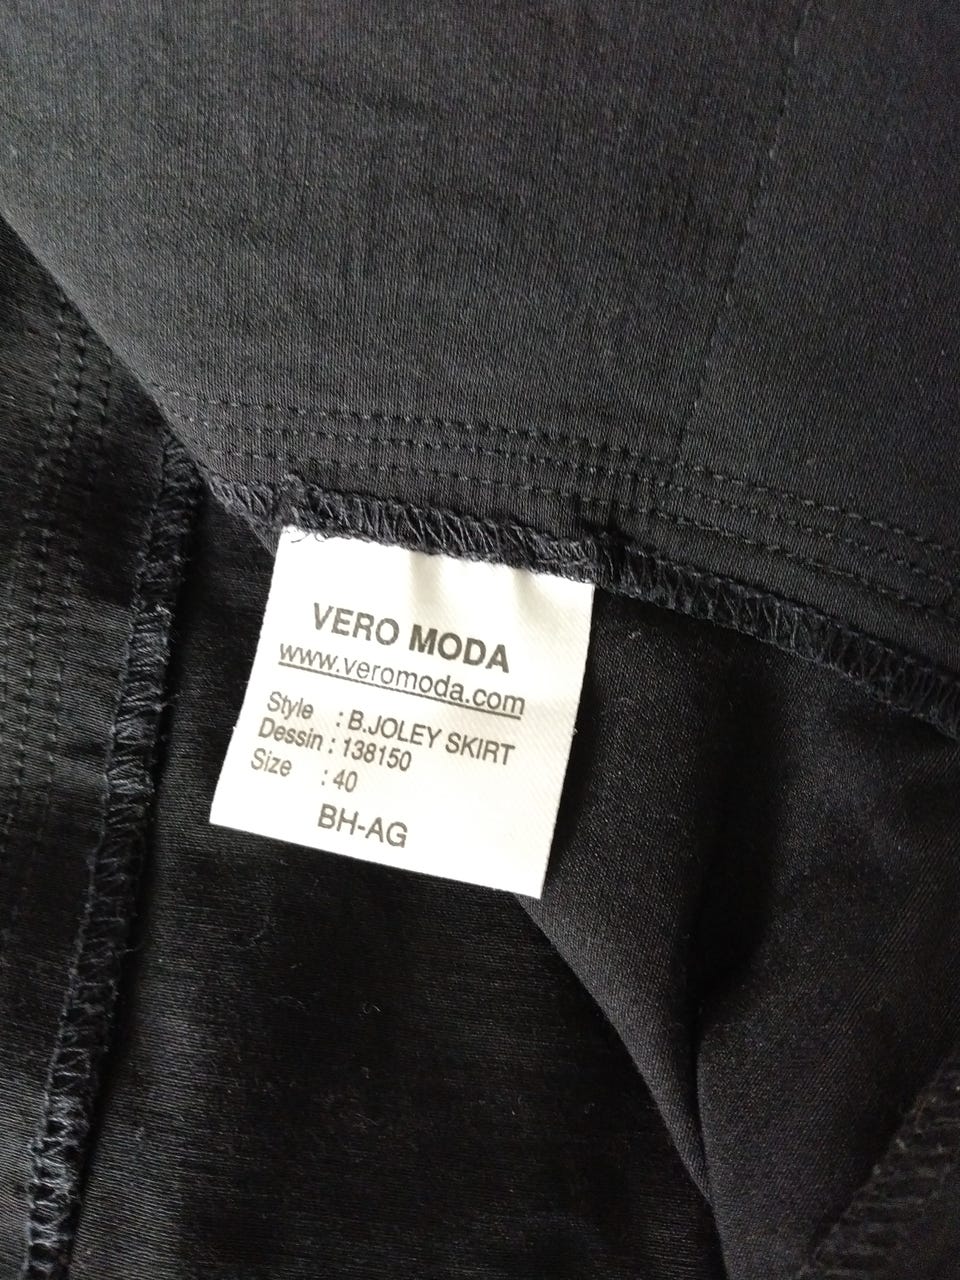 VERO MODA
www.veromoda.com
Style : B.JOLEY SKIRT
Dessin : 138150
Size : 40
BH-AG